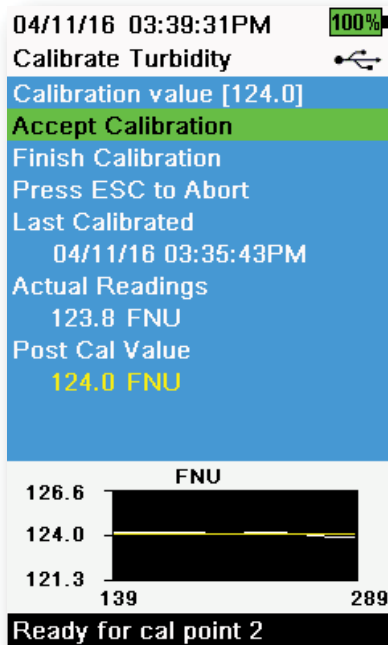 04/11/16 03:39:31PM 100%
Calibrate Turbidity
Calibration value [124.0]
Accept Calibration
Finish Calibration
Press ESC to Abort
Last Calibrated
04/11/16 03:35:43PM
Actual Readings
123.8 FNU
Post Cal Value
124.0 FNU
FNU
126.6
124.0
121.3
139 289
Ready for cal point 2